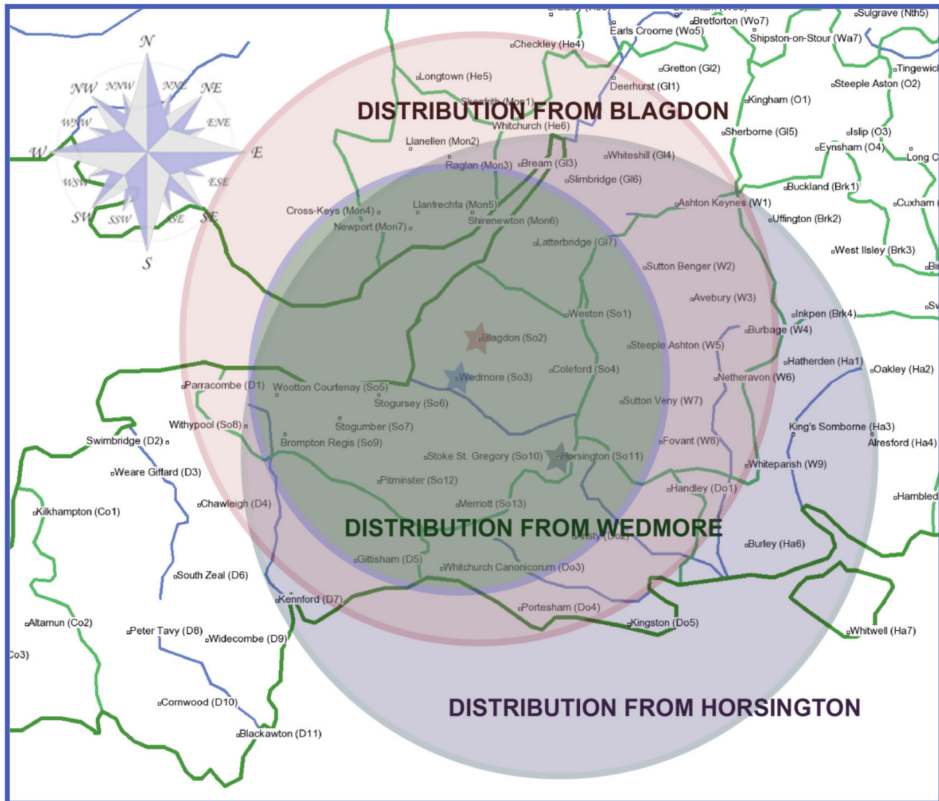 Checkley (He4)
Earls Croome (Wo5)
Bretforton (Wo7)
Sulgrave (Nth5)
Shipston-on-Stour (Wa7)
N
NNW
NNE
NW
NE
WNW
ENE
W
E
WSW
ESE
SW
SE
SSW
SSE
S
Longtown (He5)
Gretton (Gl2)
Deerhurst (Gl1)
Tingewick
Steeple Aston (O2)
Skenfrith (Mon1)
Kingham (O1)
DISTRIBUTION FROM BLAGDON
Whitchurch (He6)
Sherborne (Gl5)
Islip (O3)
Llanellen (Mon2)
Eynsham (O4)
Long C
Raglan (Mon3)
Bream (Gl3)
Whiteshill (Gl4)
Slimbridge (Gl6)
Buckland (Brk1)
Cuxham (
Cross-Keys (Mon4)
Llanfrechfa (Mon5)
Ashton Keynes (W1)
Newport (Mon7)
Shirenewton (Mon6)
Uffington (Brk2)
Latterbridge (Gl7)
West Ilsley (Brk3)
Sutton Benger (W2)
Avebury (W3)
Weston (So1)
Inkpen (Brk4)
Burbage (W4)
Blagdon (So2)
Steeple Ashton (W5)
Hatherden (Ha1)
Oakley (Ha2)
Parracombe (D1)
Wootton Courtenay (So5)
Wedmore (So3)
Coleford (So4)
Netheravon (W6)
Stogursey (So6)
Sutton Veny (W7)
Withypool (So8)
Stogumber (So7)
Swimbridge (D2)
Brompton Regis (So9)
Fovant (W8)
King's Somborne (Ha3)
Alresford (Ha4)
Stoke St. Gregory (So10)
Horsington (So11)
Weare Giffard (D3)
Whiteparish (W9)
Pitminster (So12)
Handley (Do1)
Chawleigh (D4)
Merriott (So13)
Hambled
Kilkhampton (Co1)
DISTRIBUTION FROM WEDMORE
Ansty (Do2)
Burley (Ha6)
Gittisham (D5)
Whitchurch Canonicorum (Do3)
South Zeal (D6)
Kennford (D7)
Portesham (Do4)
Altarnun (Co2)
Kingston (Do5)
Peter Tavy (D8)
Widecombe (D9)
Whitwell (Ha7)
Co3)
Cornwood (D10)
DISTRIBUTION FROM HORSINGTON
Blackawton (D11)